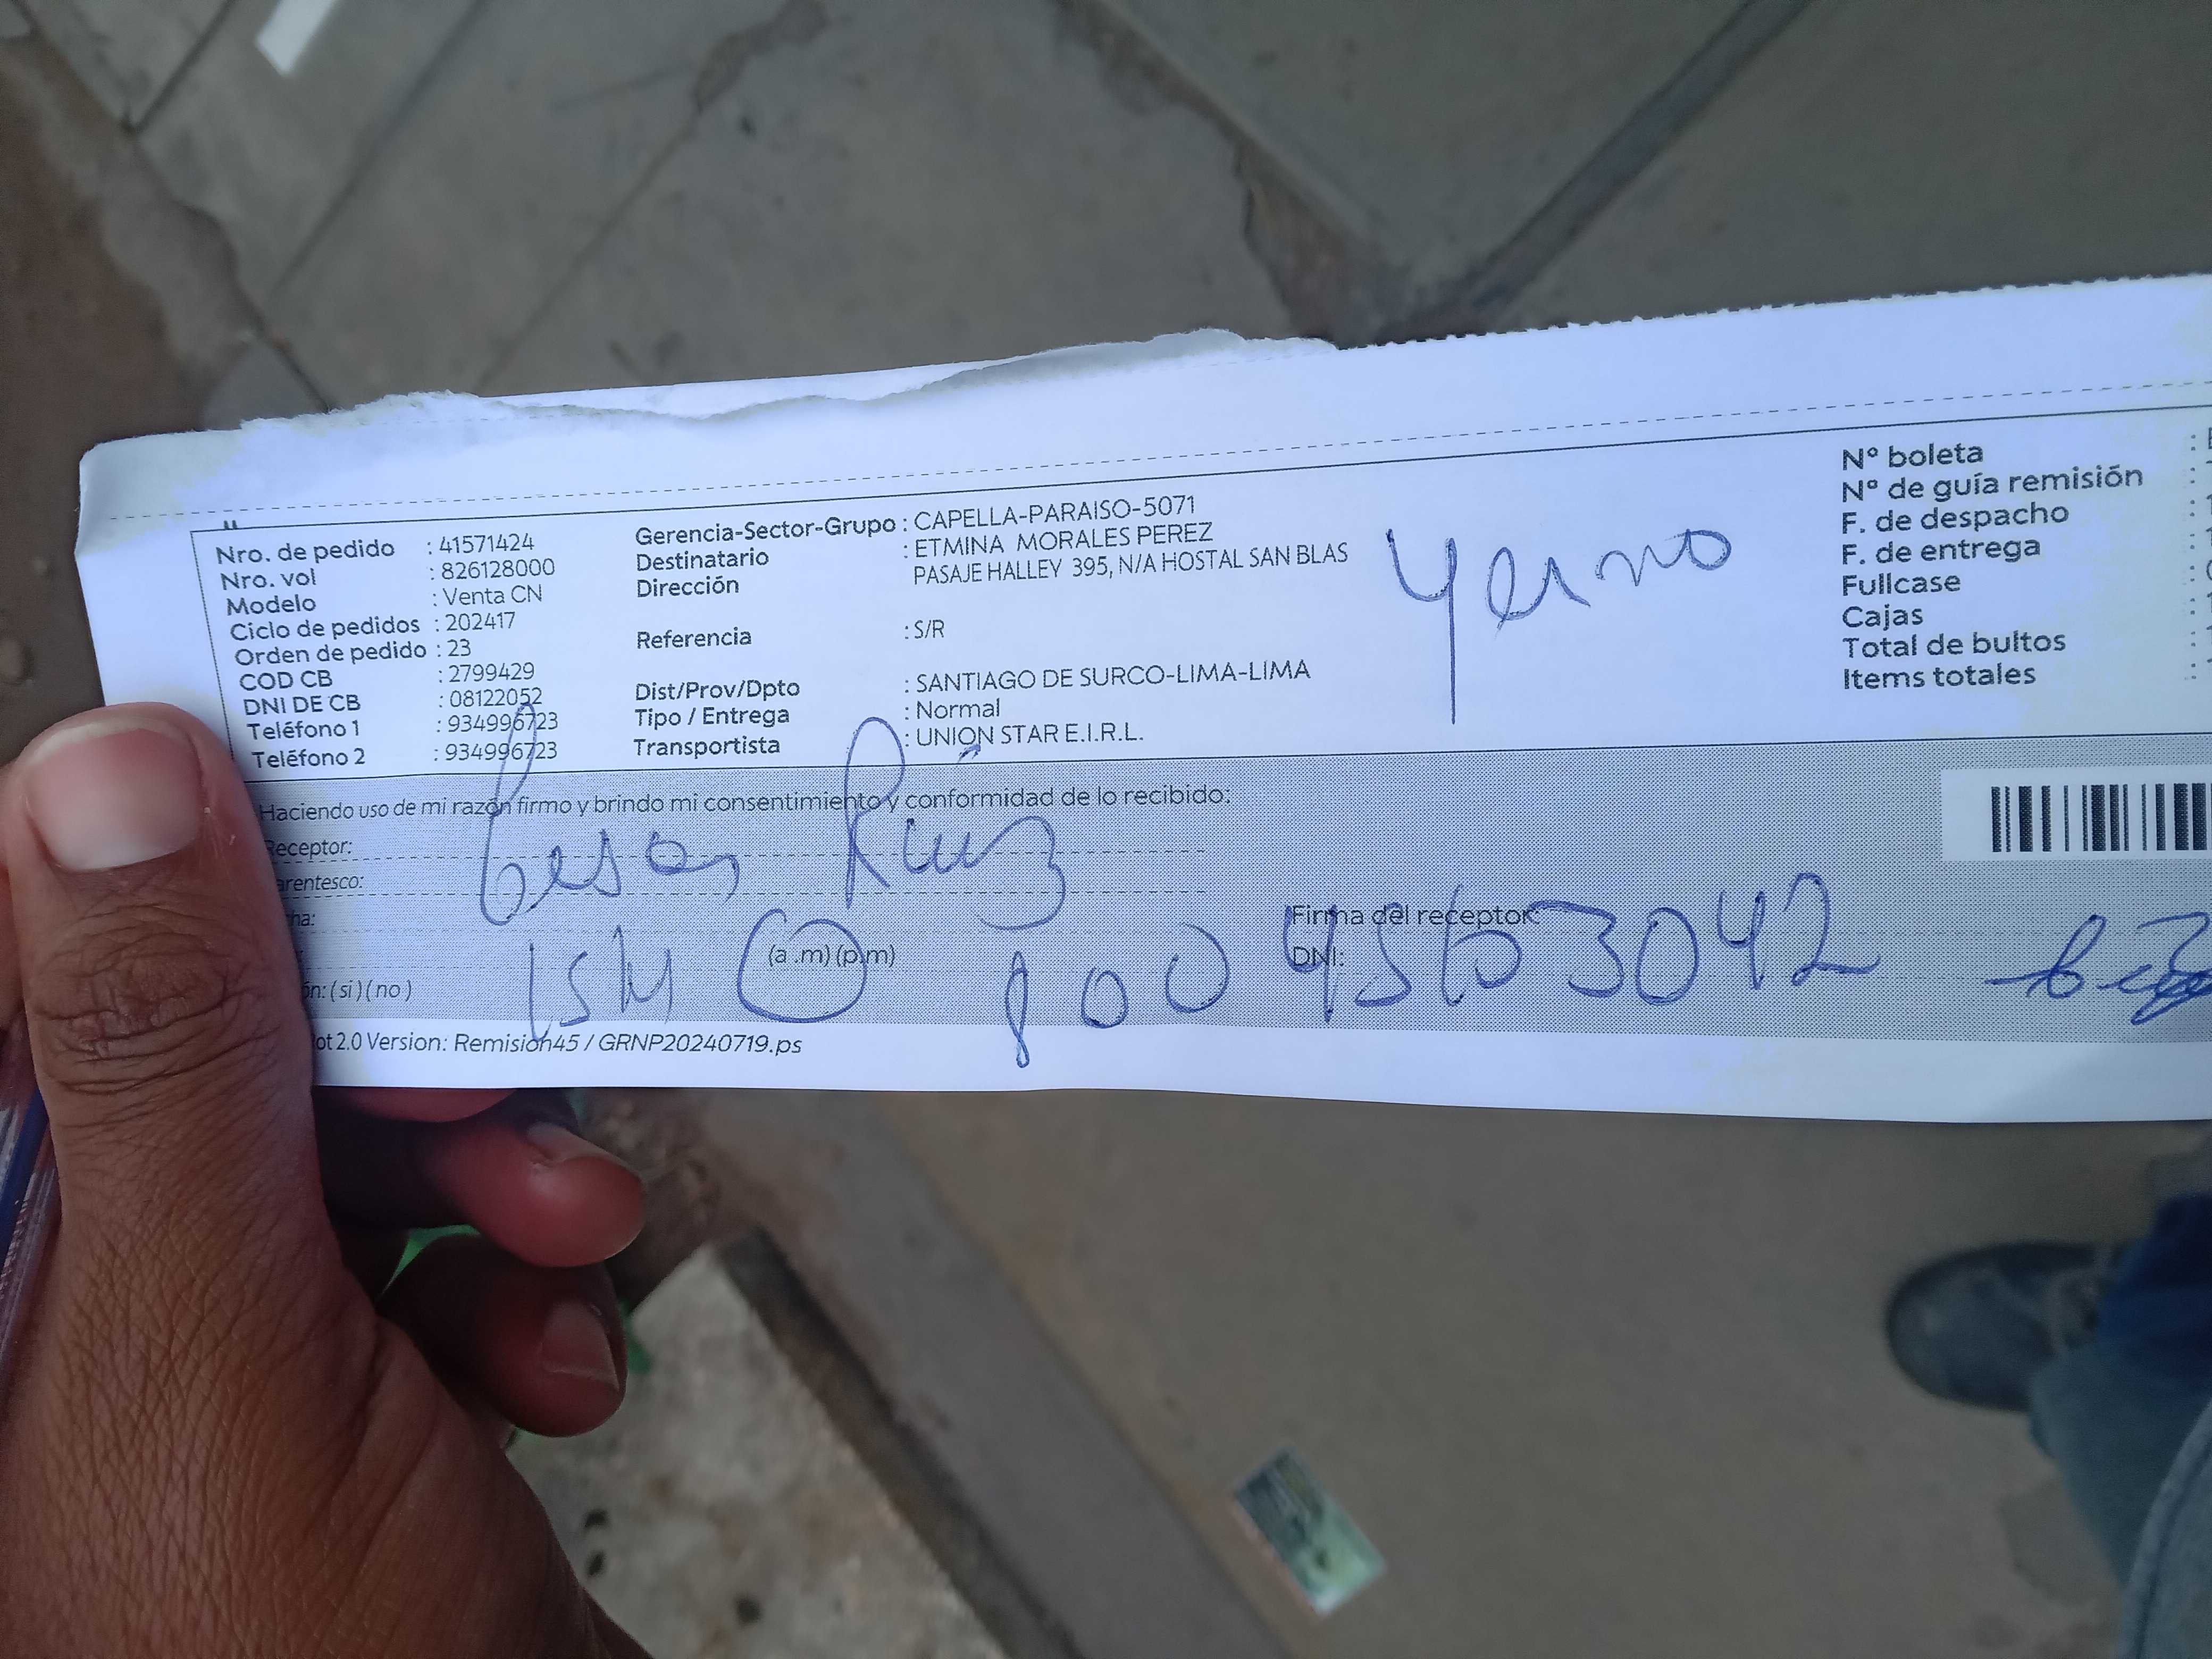 Nro. de pedido : 41571424
Nro. vol : 826128000
Modelo : Venta CN
Ciclo de pedidos : 202417
Orden de pedido : 23
COD CB : 2799429
DNI DE CB : 08122052
Teléfono 1 : 934996723
Teléfono 2 : 934996723
Gerencia-Sector-Grupo : CAPELLA-PARAISO-5071
Destinatario : ETMINA MORALES PEREZ
Dirección PASAJE HALLEY 395, N/A HOSTAL SAN BLAS
Referencia : S/R
Dist/Prov/Dpto : SANTIAGO DE SURCO-LIMA-LIMA
Tipo / Entrega : Normal
Transportista : UNION STAR E.I.R.L.
Yerno
Nº boleta :
Nº de guía remisión :
F. de despacho :
F. de entrega :
Fullcase :
Cajas :
Total de bultos :
Items totales :
Haciendo uso de mi razón firmo y brindo mi consentimiento y conformidad de lo recibido:
Receptor: Cesar Ruiz
arentesco:
ha:
(a .m) (p.m)
ón: ( si ) ( no )
Firma del receptor:
DNI:
ot 2.0 Version: Remision45 / GRNP20240719.ps